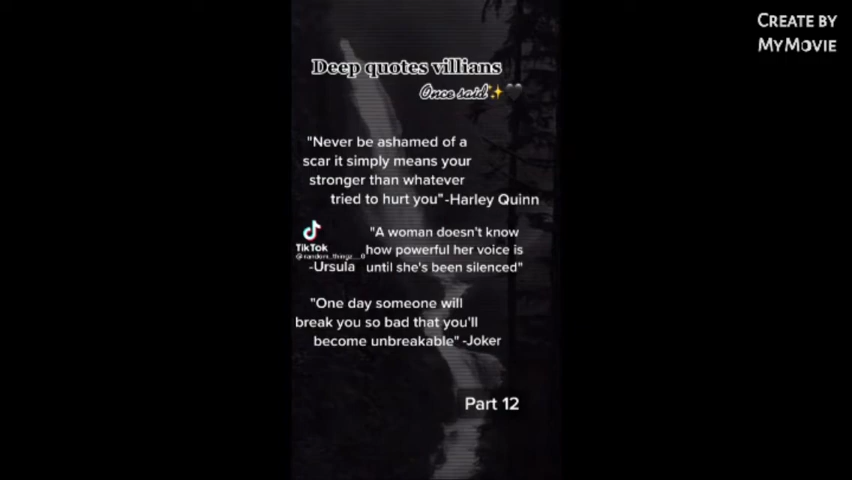 CREATE BY
MYMOVIE
Deep quotes villians
Once said✨🖤
"Never be ashamed of a
scar it simply means your
stronger than whatever
tried to hurt you"-Harley Quinn
"A woman doesn't know
how powerful her voice is
until she's been silenced"
-Ursula
TikTok
"One day someone will
break you so bad that you'll
become unbreakable" -Joker
Part 12